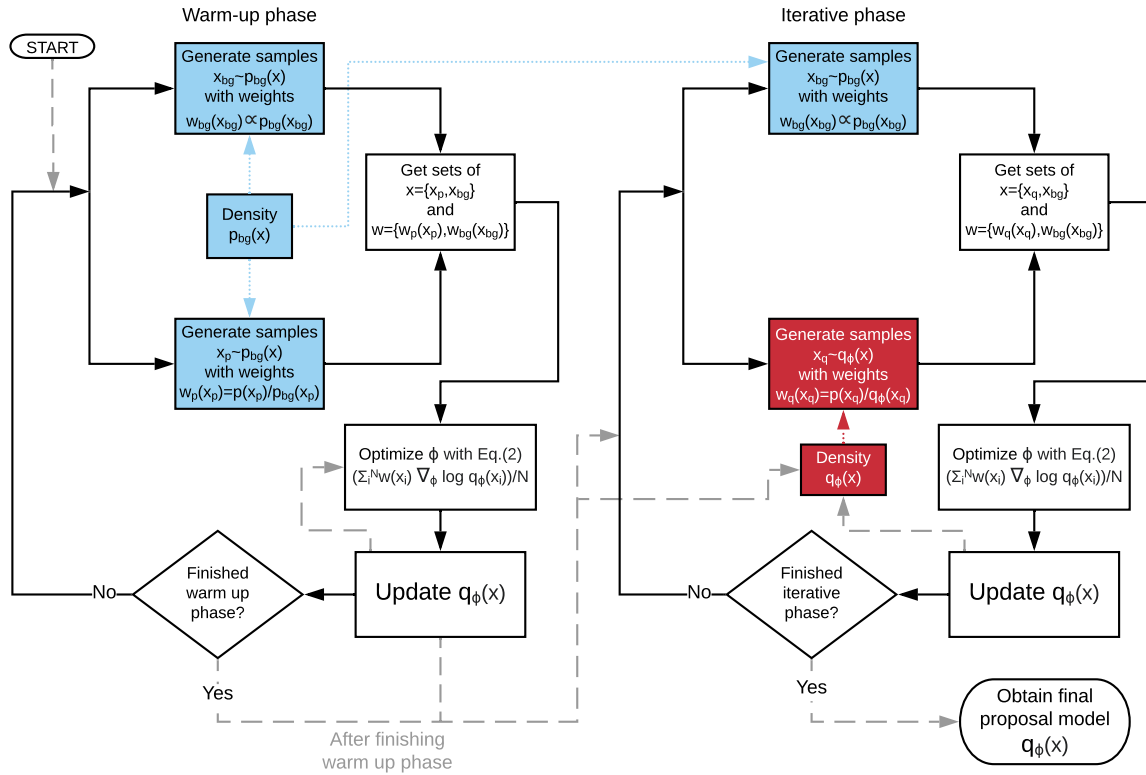 Warm-up phase
START
Generate samples
x_bg~p_bg(x)
with weights
w_bg(x_bg)∝p_bg(x_bg)
Density
p_bg(x)
Generate samples
x_p~p_bg(x)
with weights
w_p(x_p)=p(x_p)/p_bg(x_p)
Get sets of
x={x_p,x_bg}
and
w={w_p(x_p),w_bg(x_bg)}
Optimize ϕ with Eq.(2)
(Σ_i^N w(x_i) ∇_ϕ log q_ϕ(x_i))/N
Update q_ϕ(x)
Finished
warm up
phase?
No
Yes
After finishing
warm up phase
Iterative phase
Generate samples
x_bg~p_bg(x)
with weights
w_bg(x_bg)∝p_bg(x_bg)
Get sets of
x={x_q,x_bg}
and
w={w_q(x_q),w_bg(x_bg)}
Generate samples
x_q~q_ϕ(x)
with weights
w_q(x_q)=p(x_q)/q_ϕ(x_q)
Density
q_ϕ(x)
Optimize ϕ with Eq.(2)
(Σ_i^N w(x_i) ∇_ϕ log q_ϕ(x_i))/N
Update q_ϕ(x)
Finished
iterative
phase?
No
Yes
Obtain final
proposal model
q_ϕ(x)